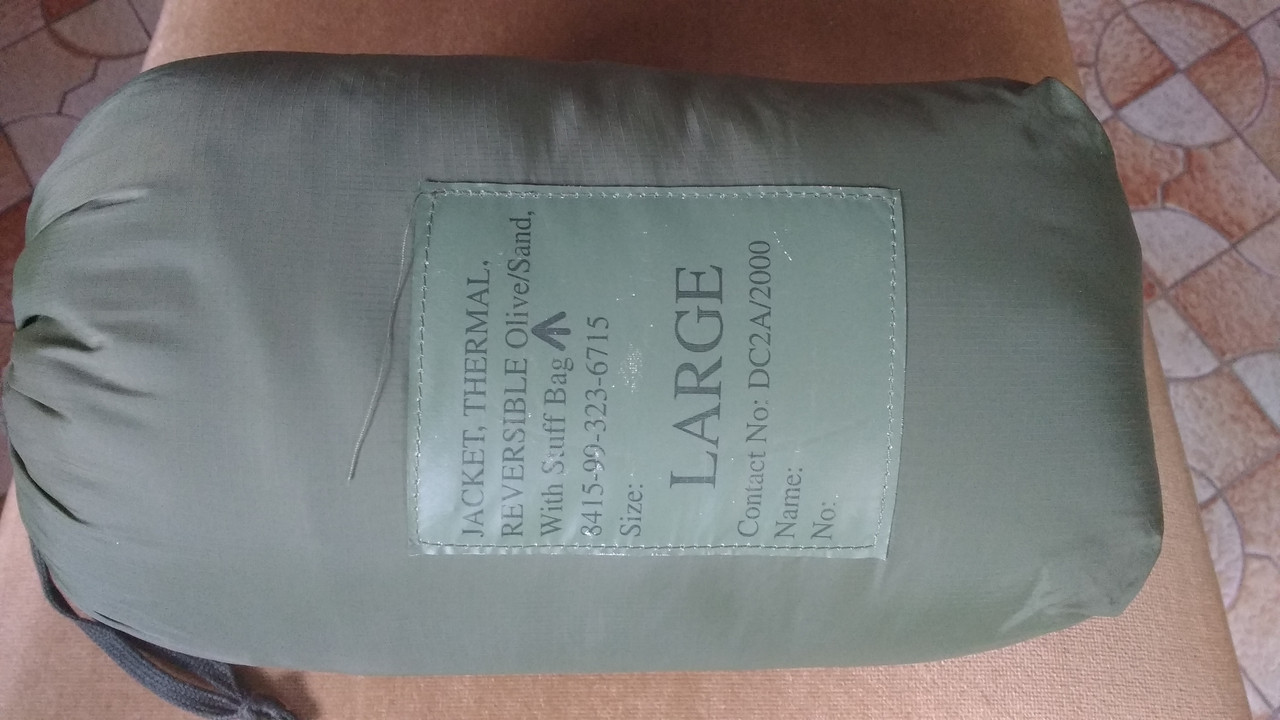 JACKET, THERMAL,
REVERSIBLE Olive/Sand,
With Stuff Bag
8415-99-323-6715
Size:
LARGE
Contact No: DC2A/2000
Name:
No: